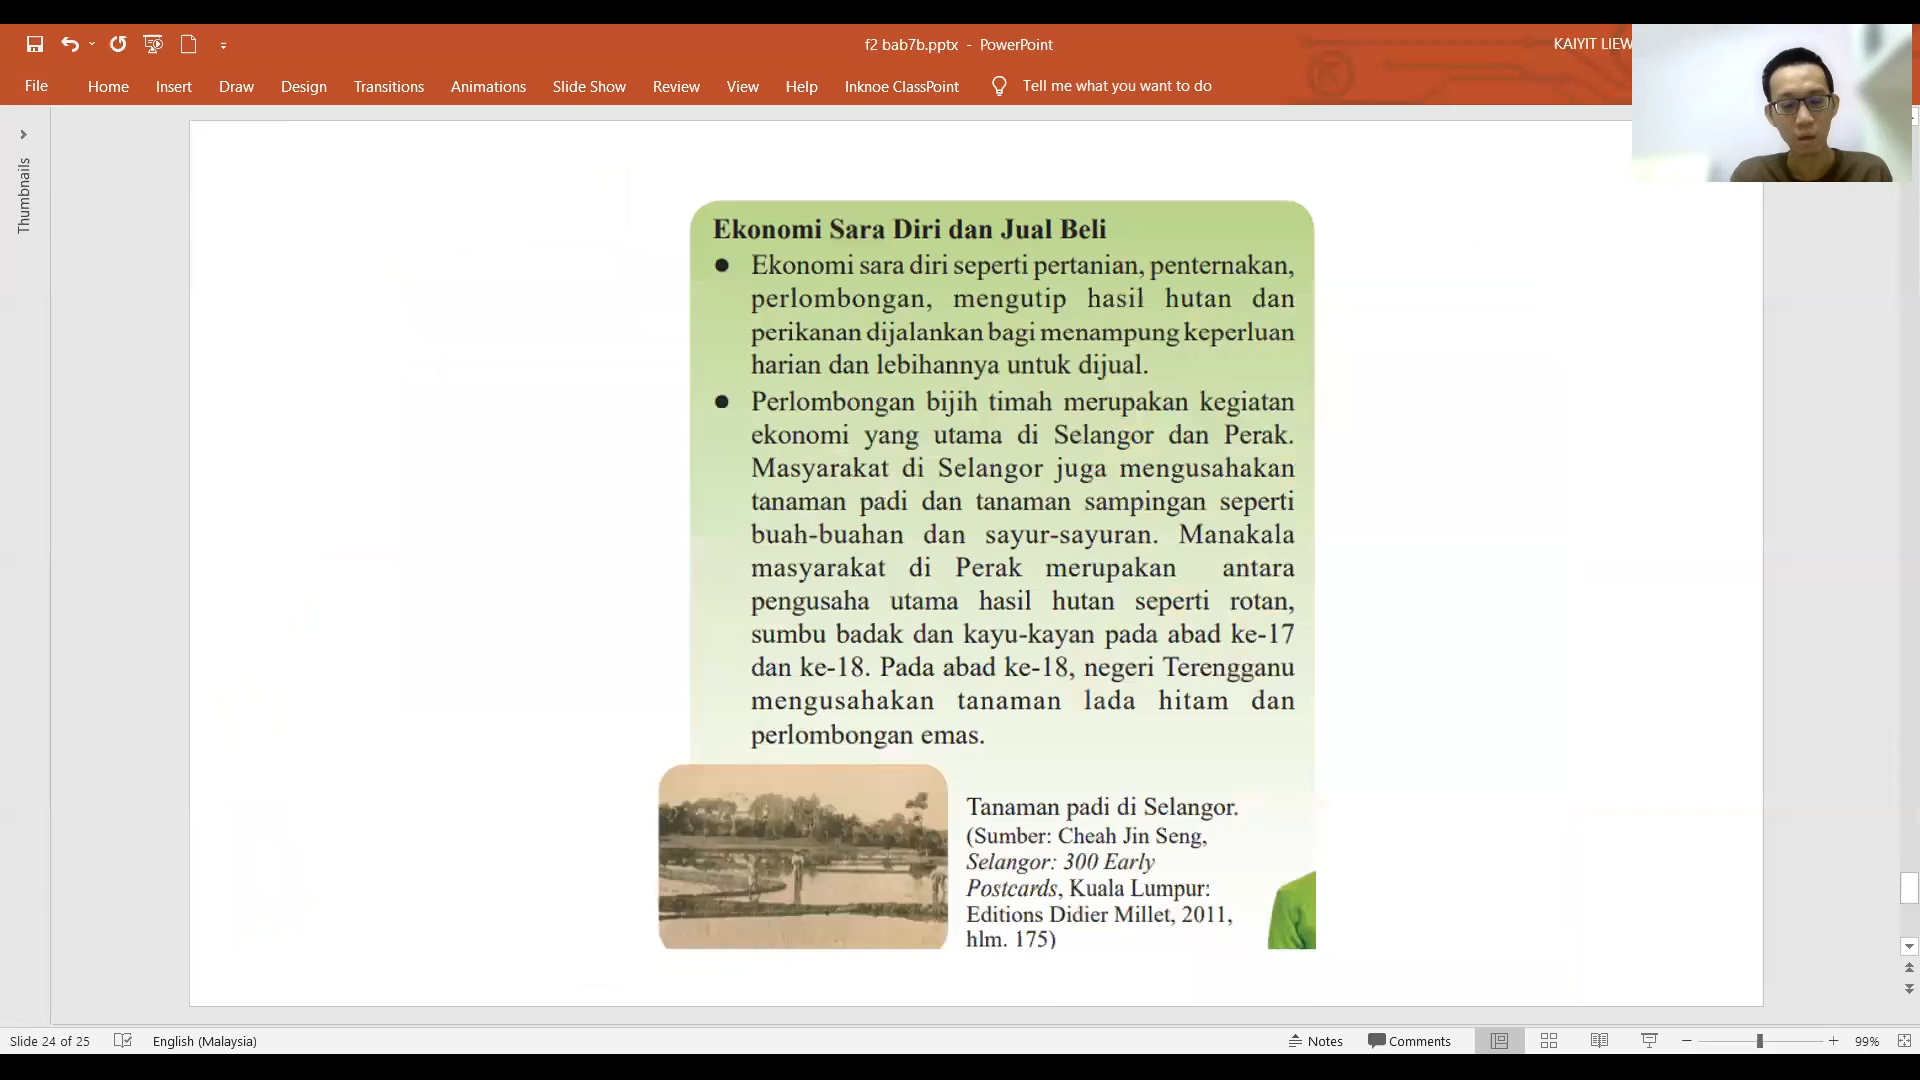 f2 bab7b.pptx - PowerPoint
KAIYIT LIEW
File Home Insert Draw Design Transitions Animations Slide Show Review View Help Inknoe ClassPoint Tell me what you want to do
Thumbnails
Ekonomi Sara Diri dan Jual Beli
● Ekonomi sara diri seperti pertanian, penternakan,
perlombongan, mengutip hasil hutan dan
perikanan dijalankan bagi menampung keperluan
harian dan lebihannya untuk dijual.
● Perlombongan bijih timah merupakan kegiatan
ekonomi yang utama di Selangor dan Perak.
Masyarakat di Selangor juga mengusahakan
tanaman padi dan tanaman sampingan seperti
buah-buahan dan sayur-sayuran. Manakala
masyarakat di Perak merupakan antara
pengusaha utama hasil hutan seperti rotan,
sumbu badak dan kayu-kayan pada abad ke-17
dan ke-18. Pada abad ke-18, negeri Terengganu
mengusahakan tanaman lada hitam dan
perlombongan emas.
Tanaman padi di Selangor.
(Sumber: Cheah Jin Seng,
Selangor: 300 Early
Postcards, Kuala Lumpur:
Editions Didier Millet, 2011,
hlm. 175)
Slide 24 of 25 English (Malaysia) Notes Comments 99%